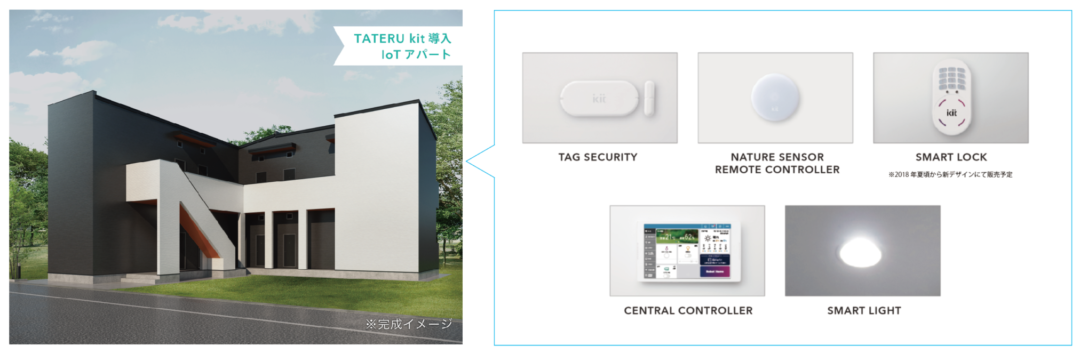 TATERU kit 導入
IoT アパート
※完成イメージ
kit
TAG SECURITY
NATURE SENSOR
REMOTE CONTROLLER
kit
SMART LOCK
※2018 年夏頃から新デザインにて販売予定
CENTRAL CONTROLLER
SMART LIGHT